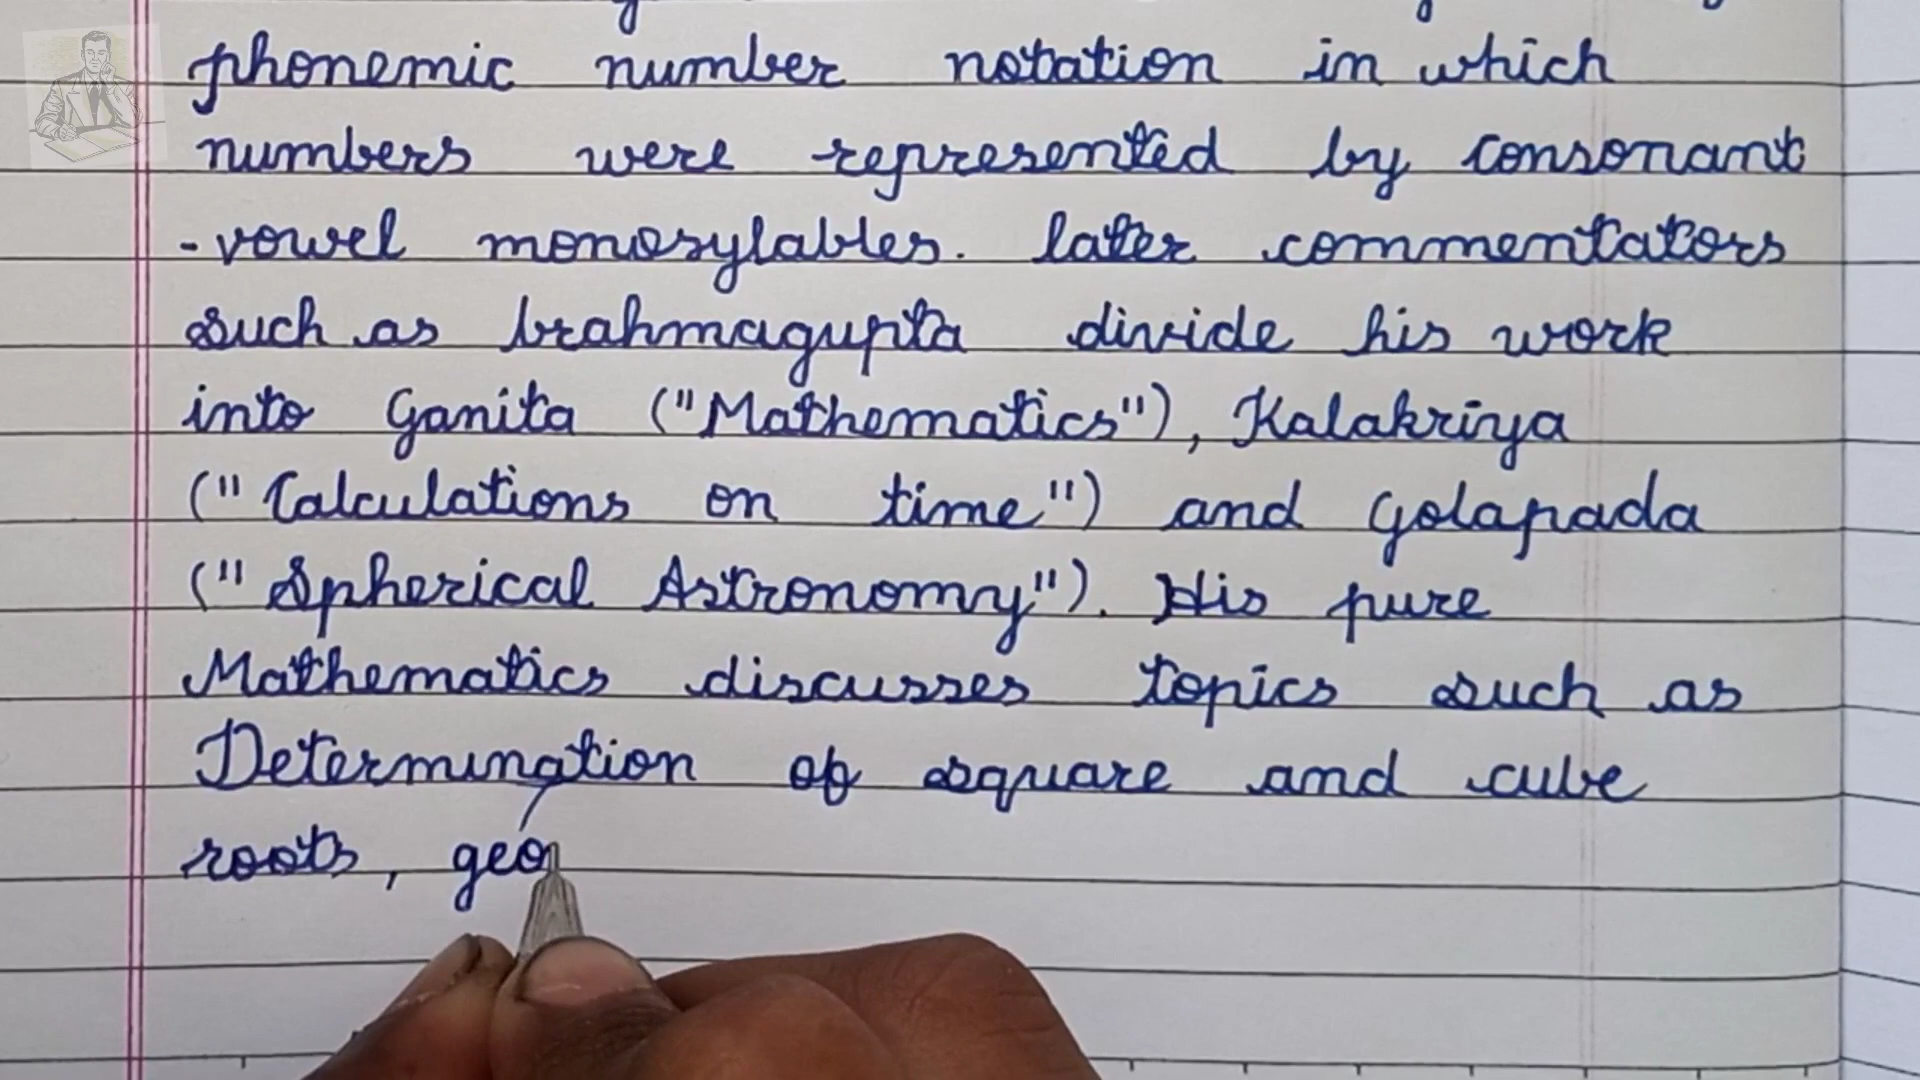 phonemic number notation in which
numbers were represented by consonant
-vowel monosylables. later commentators
such as brahmagupta divide his work
into Ganita ("Mathematics"), Kalakriya
("Calculations on time") and Golapada
("Spherical Astronomy"). His pure
Mathematics discusses topics such as
Determination of square and cube
roots, geo